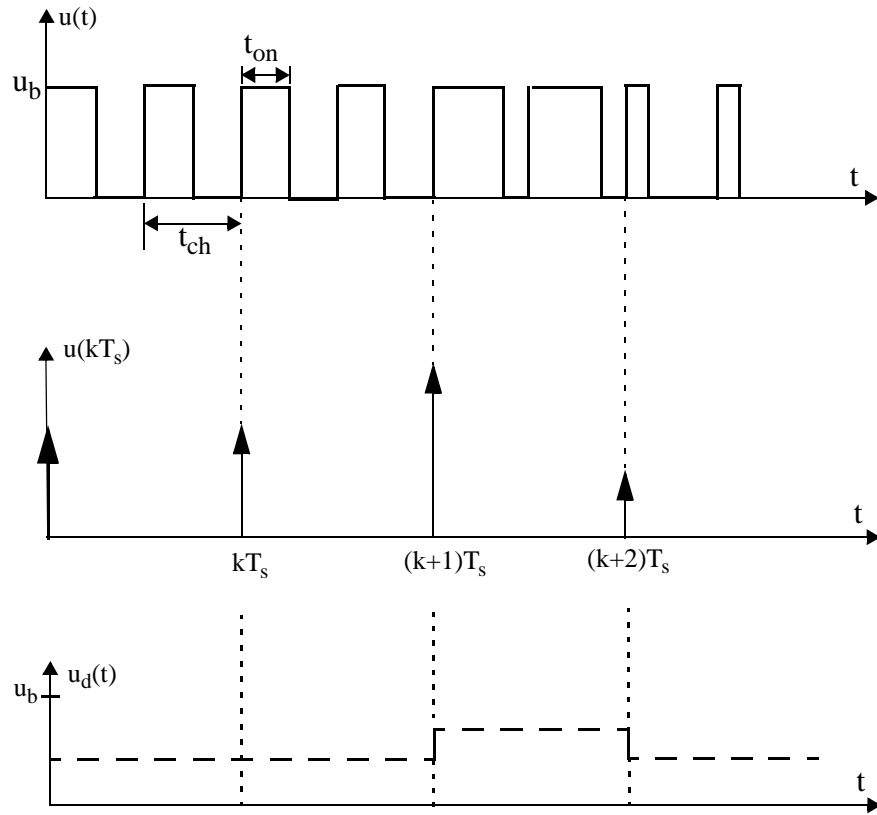 u(t)
t_on
u_b
t
t_ch
u(kT_s)
t
kT_s
(k+1)T_s
(k+2)T_s
u_d(t)
u_b
t